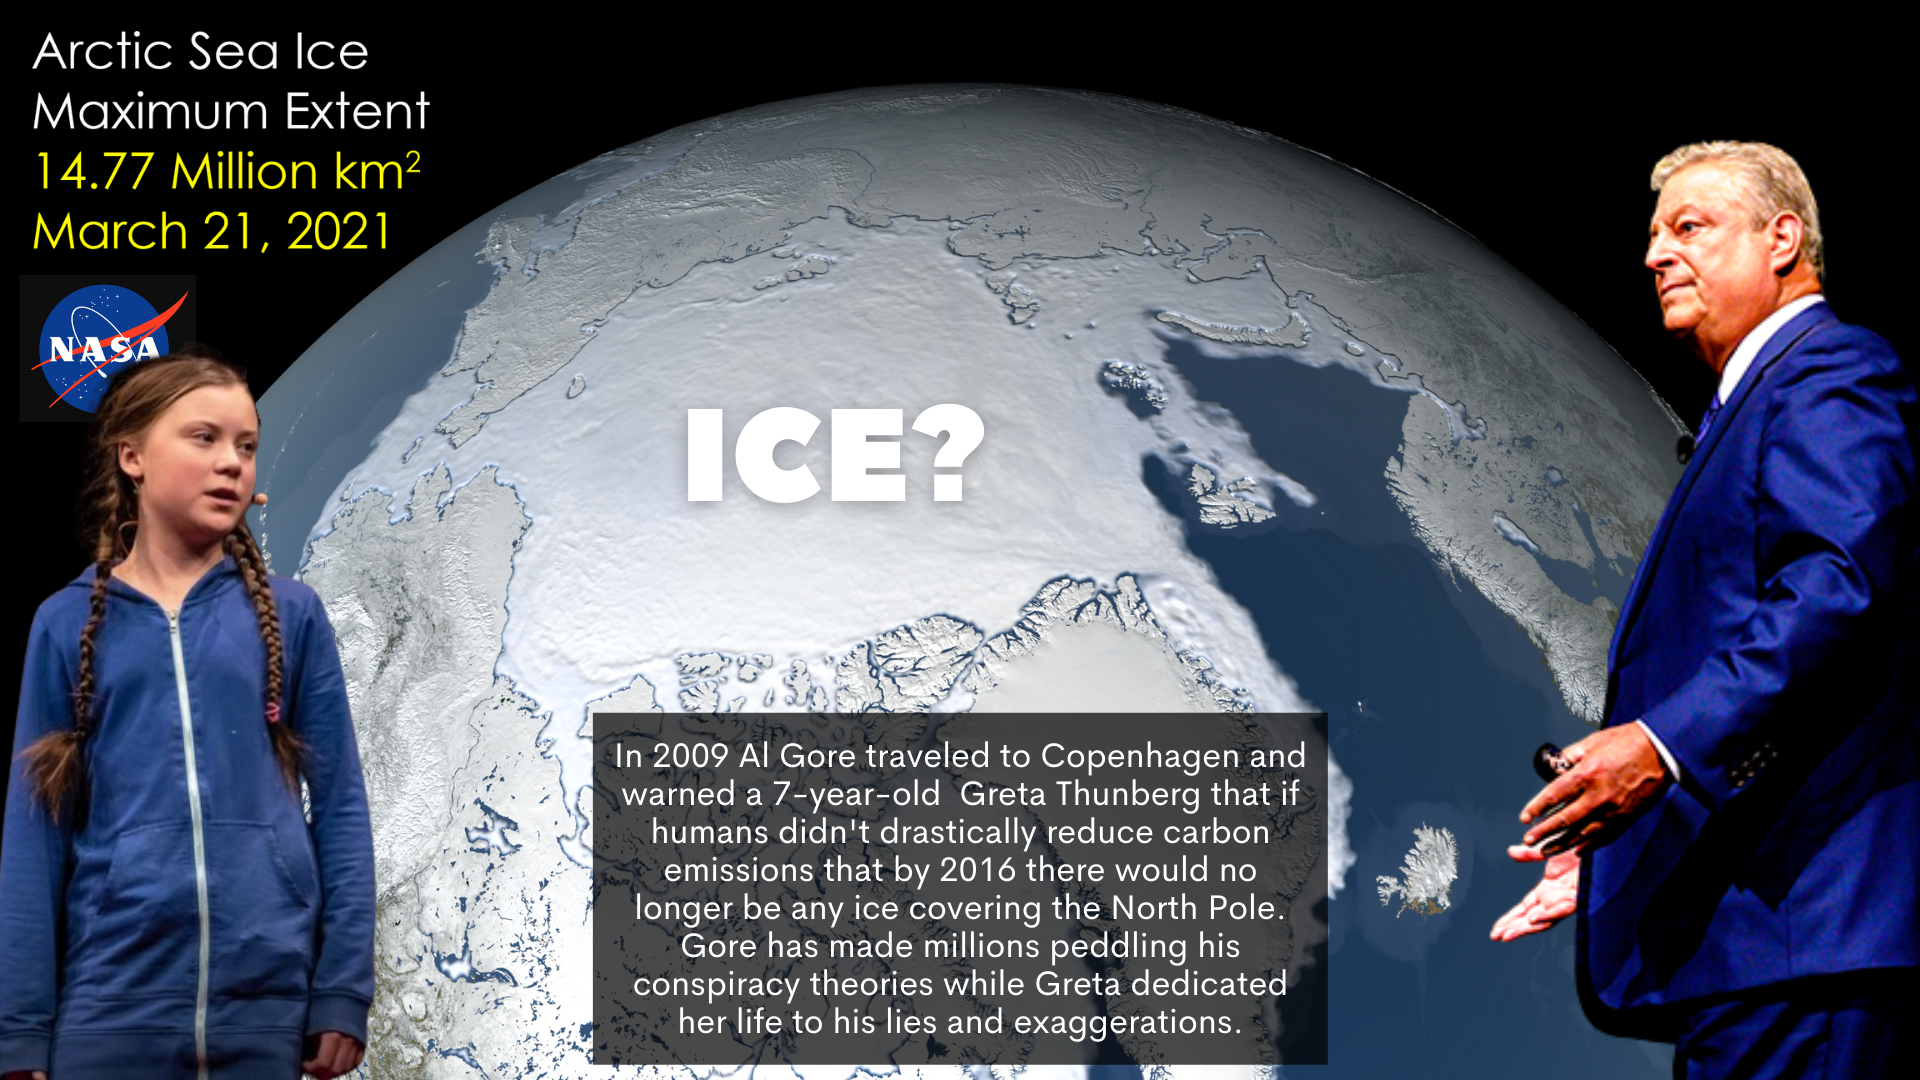 Arctic Sea Ice
Maximum Extent
14.77 Million km²
March 21, 2021
NASA
ICE?
In 2009 Al Gore traveled to Copenhagen and
warned a 7-year-old  Greta Thunberg that if
humans didn't drastically reduce carbon
emissions that by 2016 there would no
longer be any ice covering the North Pole.
Gore has made millions peddling his
conspiracy theories while Greta dedicated
her life to his lies and exaggerations.